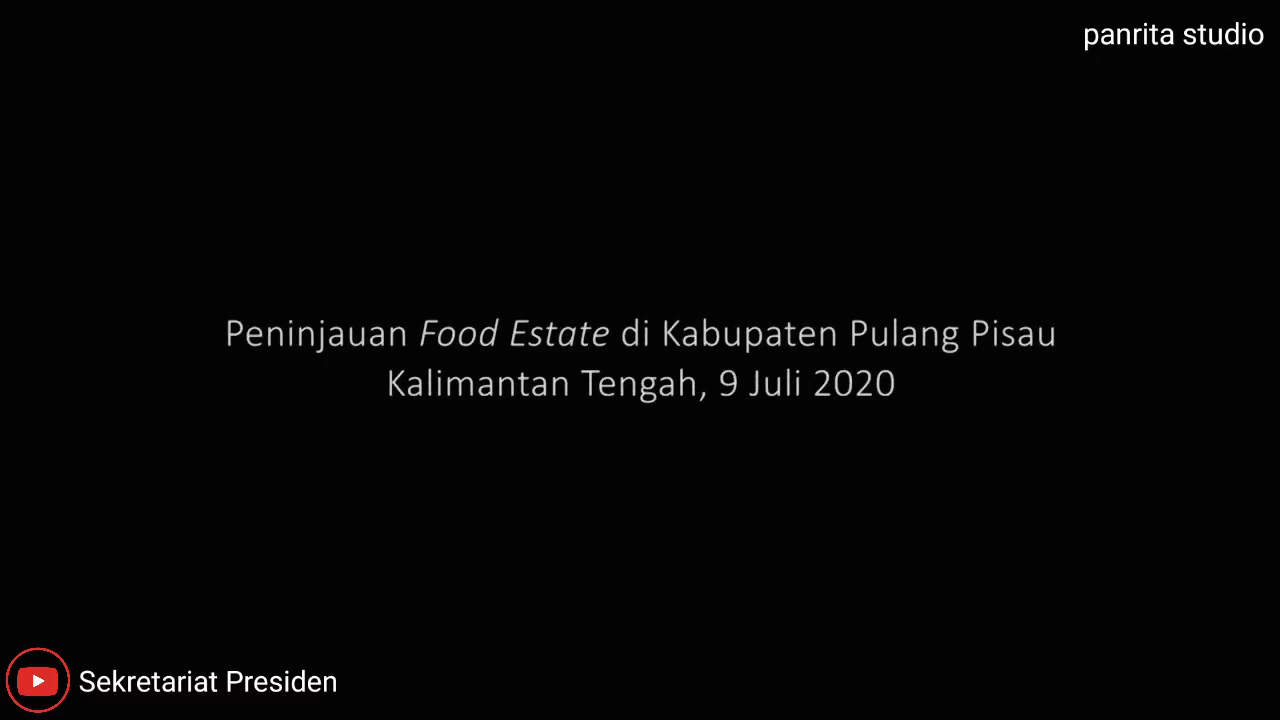 panrita studio
Peninjauan Food Estate di Kabupaten Pulang Pisau
Kalimantan Tengah, 9 Juli 2020
Sekretariat Presiden